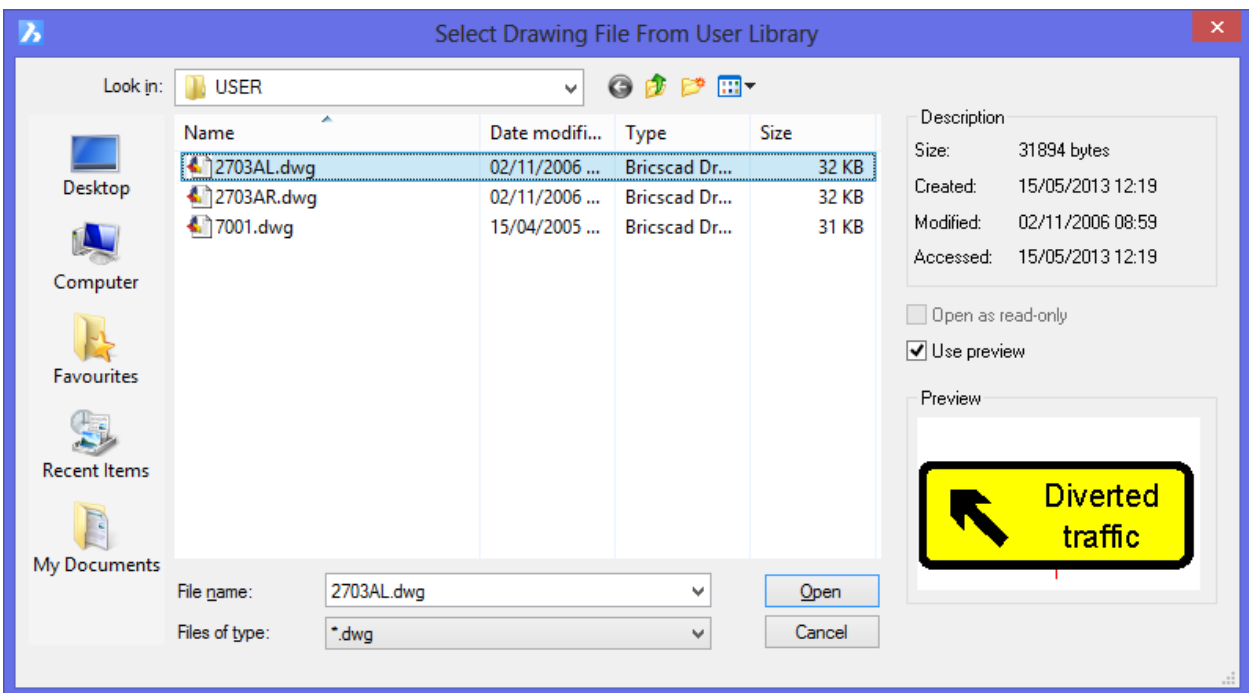 Select Drawing File From User Library
Look in: USER
Name Date modifi... Type Size
2703AL.dwg 02/11/2006 ... Bricscad Dr... 32 KB
2703AR.dwg 02/11/2006 ... Bricscad Dr... 32 KB
7001.dwg 15/04/2005 ... Bricscad Dr... 31 KB
Desktop
Computer
Favourites
Recent Items
My Documents
File name: 2703AL.dwg Open
Files of type: *.dwg Cancel
Description
Size: 31894 bytes
Created: 15/05/2013 12:19
Modified: 02/11/2006 08:59
Accessed: 15/05/2013 12:19
Open as read-only
Use preview
Preview
Diverted
traffic